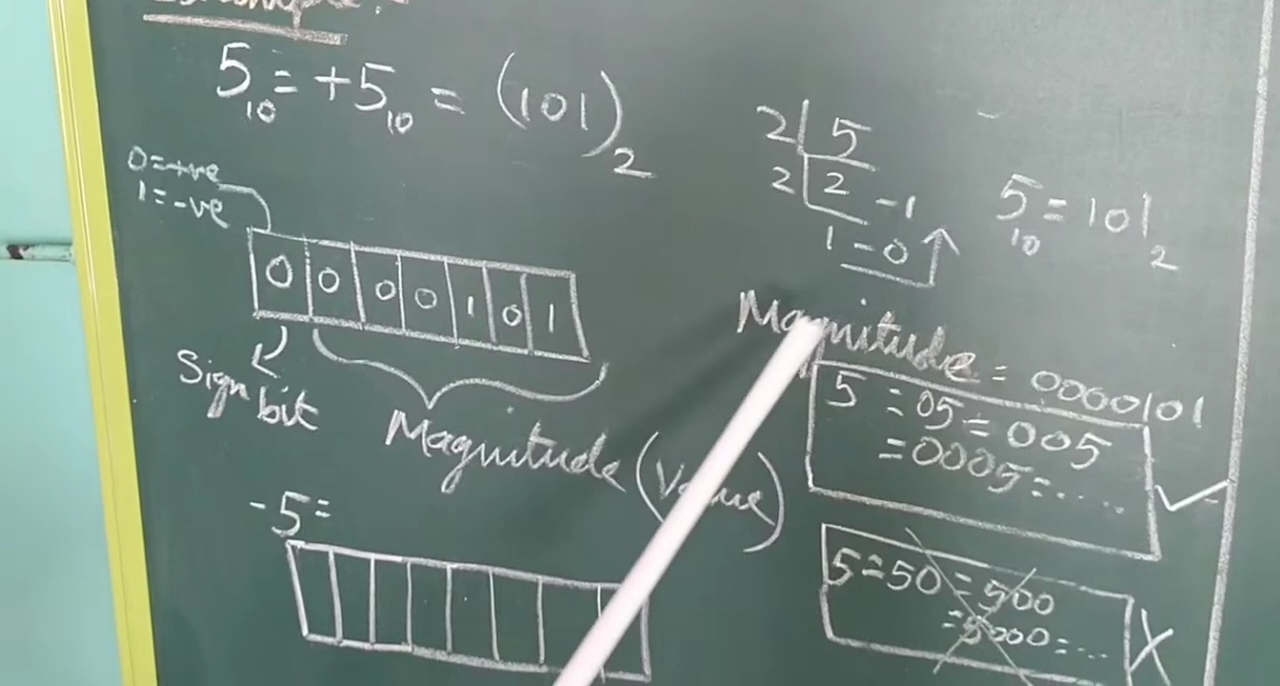 5₁₀ = +5₁₀ = (101)₂
0=+ve
1=-ve
0 0 0 0 1 0 1
Sign bit
Magnitude (Value)
-5=
2 5
2 2 -1
1 -0
5₁₀ = 101₂
Magnitude = 0000101
5 = 05 = 005
= 0005 = .....
5=50=500
=5000=...